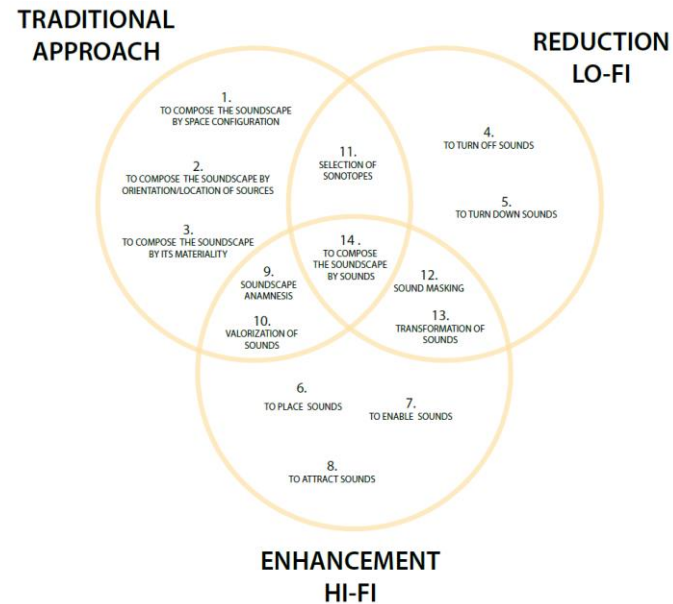 TRADITIONAL
APPROACH
REDUCTION
LO-FI
1.
TO COMPOSE THE SOUNDSCAPE
BY SPACE CONFIGURATION
2.
TO COMPOSE THE SOUNDSCAPE BY
ORIENTATION/LOCATION OF SOURCES
3.
TO COMPOSE THE SOUNDSCAPE
BY ITS MATERIALITY
11.
SELECTION OF
SONOTOPES
4.
TO TURN OFF SOUNDS
5.
TO TURN DOWN SOUNDS
14 .
TO COMPOSE
THE SOUNDSCAPE
BY SOUNDS
9.
SOUNDSCAPE
ANAMNESIS
10.
VALORIZATION OF
SOUNDS
12.
SOUND MASKING
13.
TRANSFORMATION OF
SOUNDS
6.
TO PLACE SOUNDS
7.
TO ENABLE SOUNDS
8.
TO ATTRACT SOUNDS
ENHANCEMENT
HI-FI